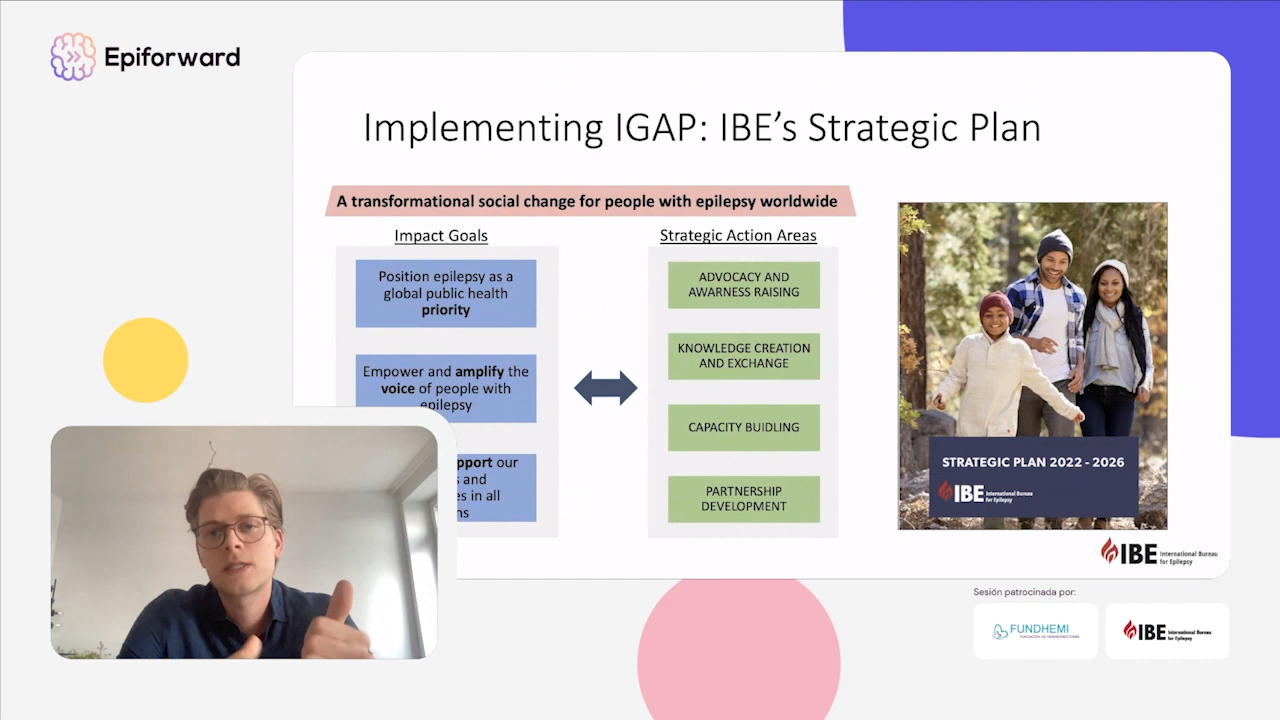 Epiforward
Implementing IGAP: IBE's Strategic Plan
A transformational social change for people with epilepsy worldwide
Impact Goals
Position epilepsy as a
global public health
priority
Empower and amplify the
voice of people with
epilepsy
pport our
s and
es in all
ns
Strategic Action Areas
ADVOCACY AND
AWARNESS RAISING
KNOWLEDGE CREATION
AND EXCHANGE
CAPACITY BUIDLING
PARTNERSHIP
DEVELOPMENT
STRATEGIC PLAN 2022 - 2026
IBE International Bureau
for Epilepsy
IBE International Bureau
for Epilepsy
Sesión patrocinada por:
FUNDHEMI
FUNDACIÓN DE HEMISFERECTOMÍA
IBE International Bureau
for Epilepsy